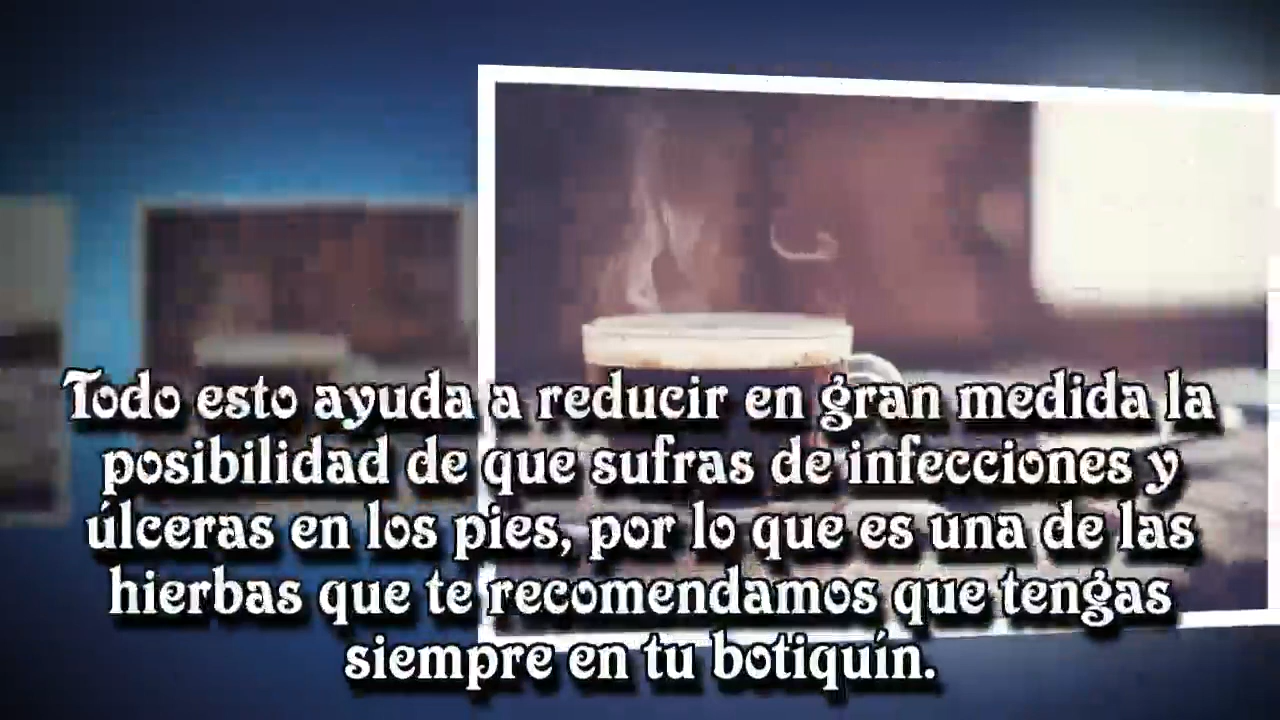 Todo esto ayuda a reducir en gran medida la
posibilidad de que sufras de infecciones y
úlceras en los pies, por lo que es una de las
hierbas que te recomendamos que tengas
siempre en tu botiquín.